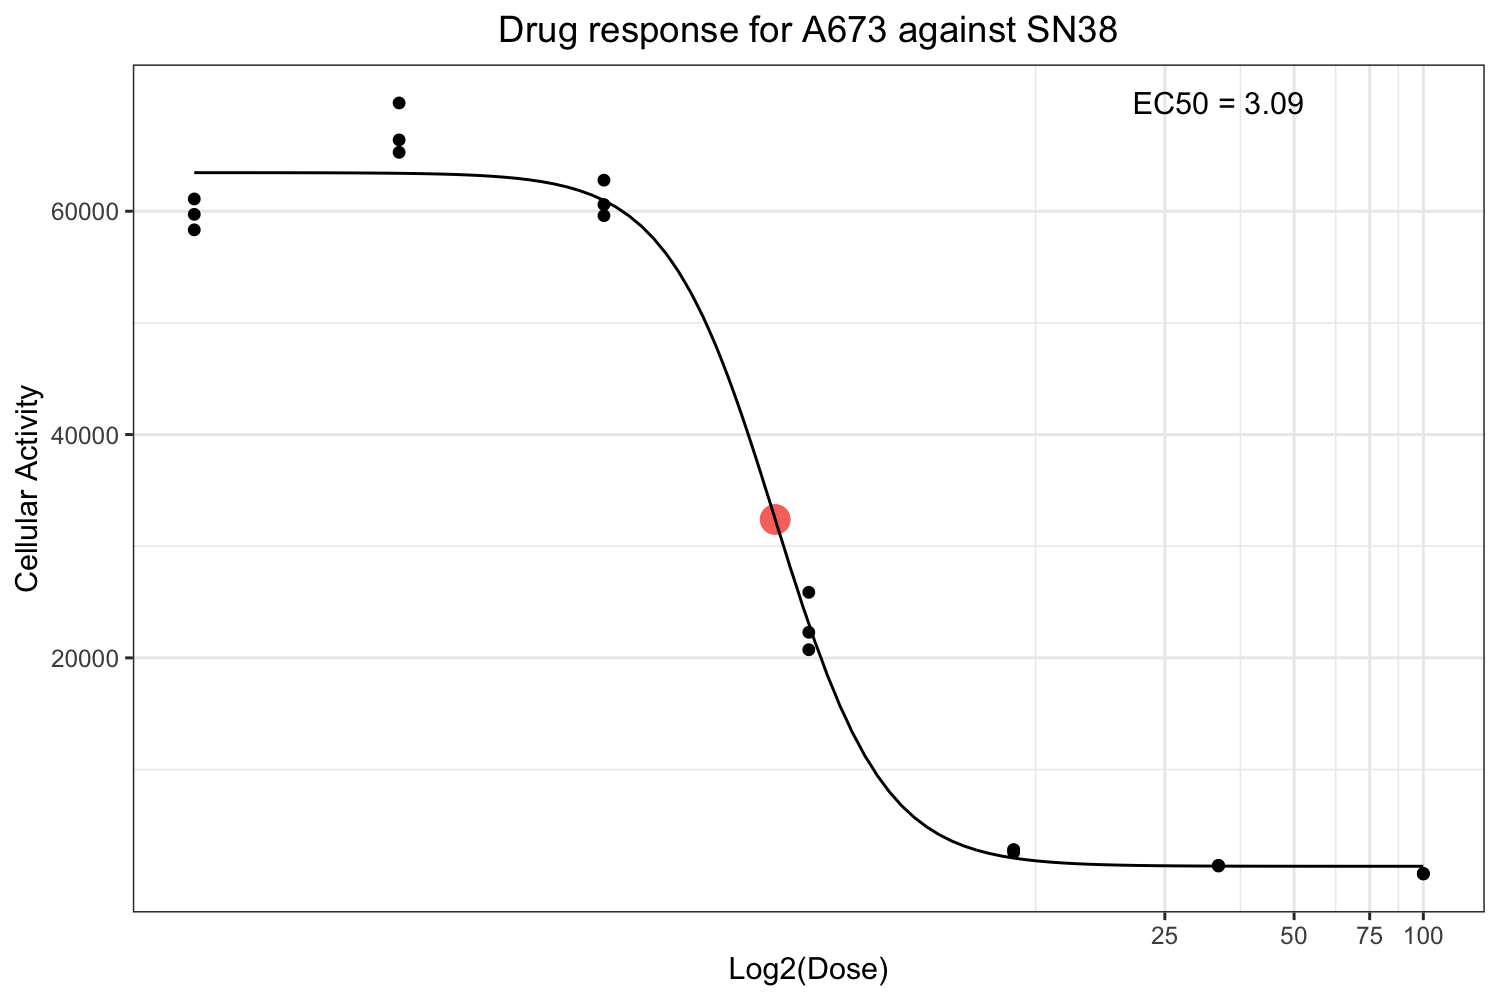 Drug response for A673 against SN38
EC50 = 3.09
Cellular Activity
60000
40000
20000
25 50 75 100
Log2(Dose)